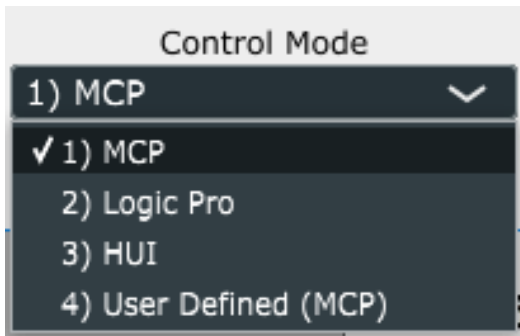 Control Mode
1) MCP
✓ 1) MCP
2) Logic Pro
3) HUI
4) User Defined (MCP)